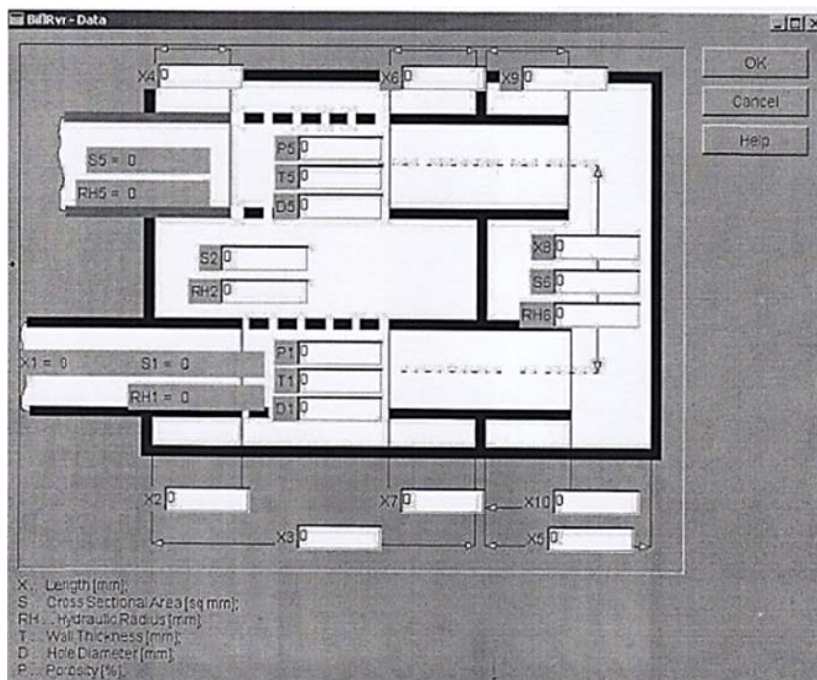 BiflRvr - Data
X4 0
X6 0
X9 0
OK
Cancel
Help
S5 = 0
RH5 = 0
P5 0
T5 0
D5 0
S2 0
RH2 0
X8 0
S6 0
RH6 0
X1 = 0 S1 = 0
RH1 = 0
P1 0
T1 0
D1 0
X2 0
X7 0
X10 0
X3 0
X5 0
X... Length [mm];
S... Cross Sectional Area [sq mm];
RH... Hydraulic Radius [mm];
T... Wall Thickness [mm];
D... Hole Diameter [mm];
P... Porosity [%];